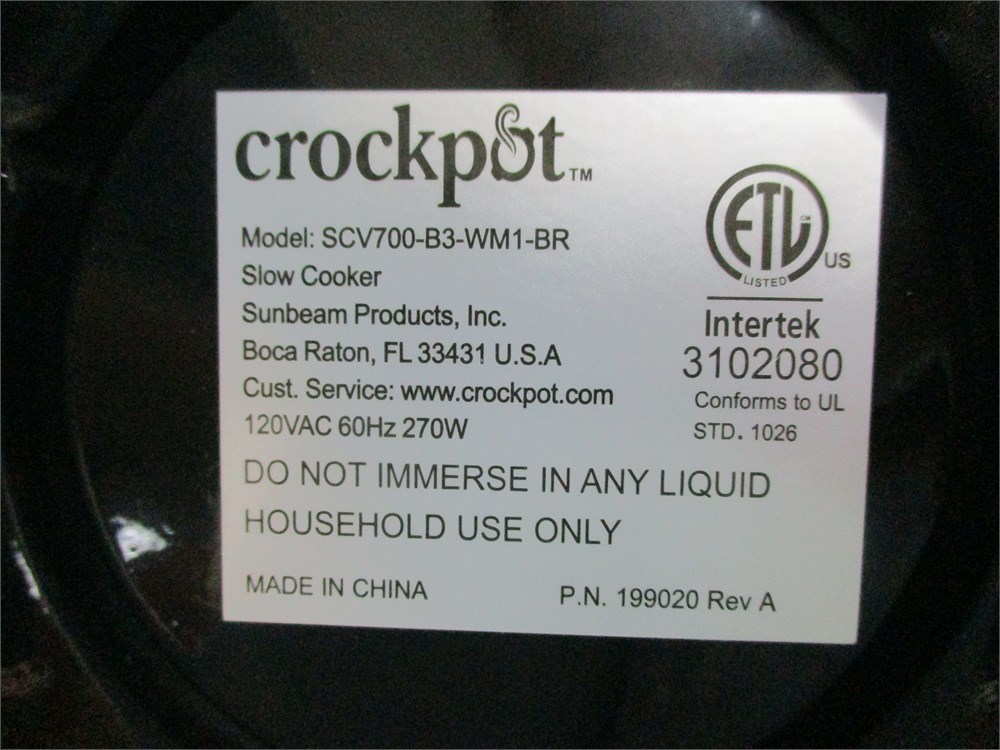 crockpot™
Model: SCV700-B3-WM1-BR
Slow Cooker
Sunbeam Products, Inc.
Boca Raton, FL 33431 U.S.A
Cust. Service: www.crockpot.com
120VAC 60Hz 270W
DO NOT IMMERSE IN ANY LIQUID
HOUSEHOLD USE ONLY
MADE IN CHINA
P.N. 199020 Rev A
ETL CM
LISTED
US
Intertek
3102080
Conforms to UL
STD. 1026